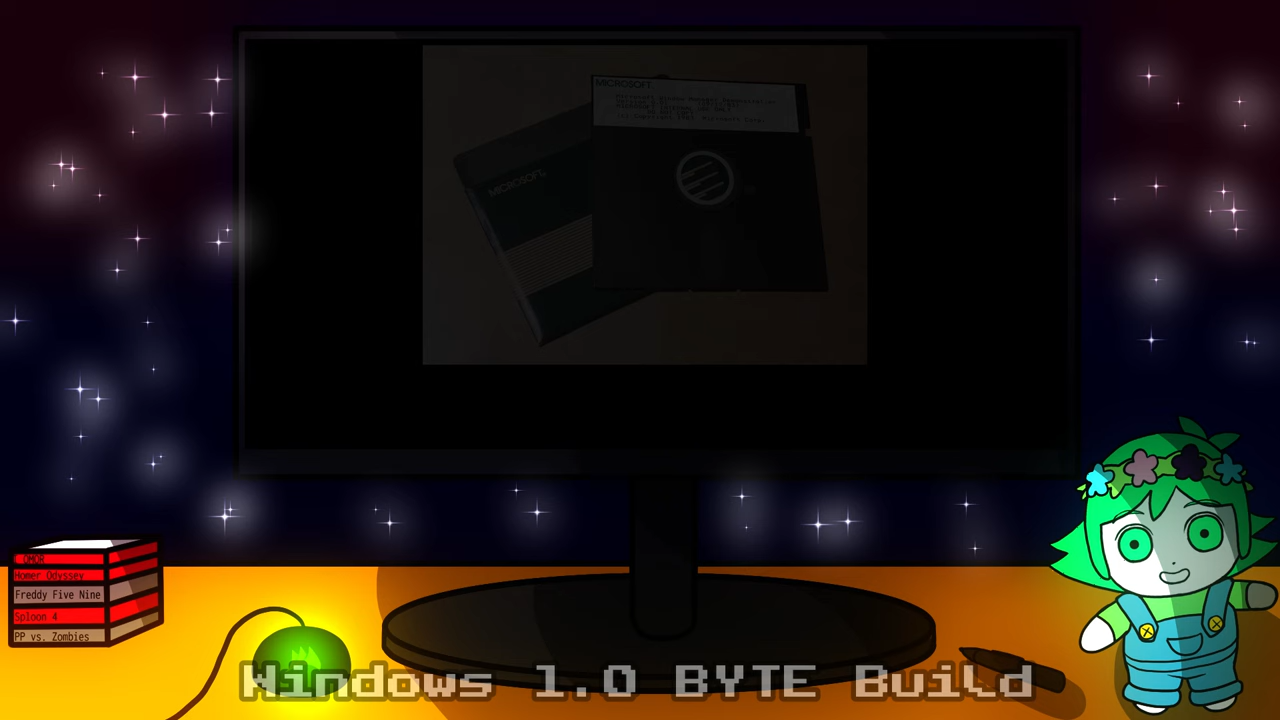 MICROSOFT
MICROSOFT
OMOR
Homer Odyssey
Freddy Five Nine
Sploon 4
PP vs. Zombies
Windows 1.0 BYTE Build